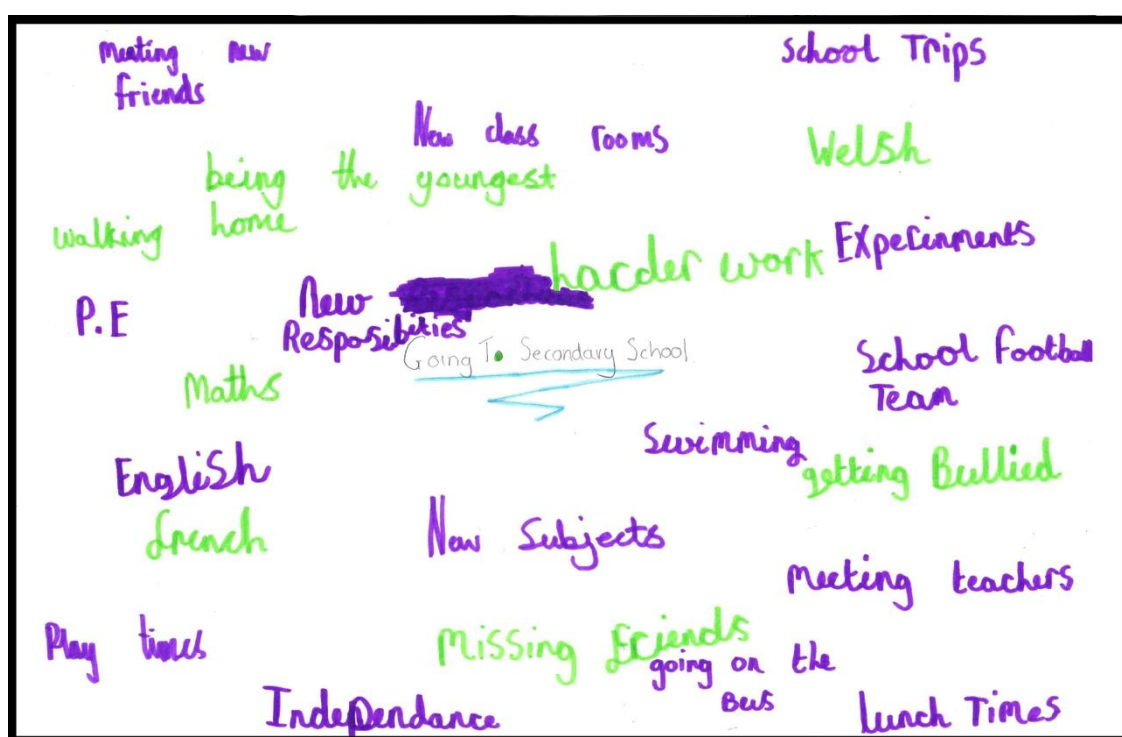 Meeting new
friends
School Trips
New class rooms
Welsh
being the youngest
walking home
Experinments
harder work
New
Resposibities
P.E
Going To Secondary School
School football
Team
Maths
Swimming
getting Bullied
English
french
New Subjects
Meeting teachers
Play times
Missing friends
going on the
Bus
Independance
Lunch Times